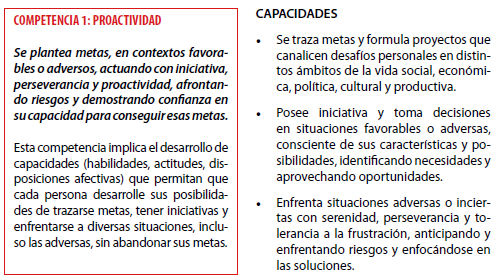 COMPETENCIA 1: PROACTIVIDAD
Se plantea metas, en contextos favora-
bles o adversos, actuando con iniciativa,
perseverancia y proactividad, afrontan-
do riesgos y demostrando confianza en
su capacidad para conseguir esas metas.
Esta competencia implica el desarrollo de
capacidades (habilidades, actitudes, dis-
posiciones afectivas) que permitan que
cada persona desarrolle sus posibilida-
des de trazarse metas, tener iniciativas y
enfrentarse a diversas situaciones, inclu-
so las adversas, sin abandonar sus metas.
CAPACIDADES
• Se traza metas y formula proyectos que
canalicen desafíos personales en distin-
tos ámbitos de la vida social, económi-
ca, política, cultural y productiva.
• Posee iniciativa y toma decisiones
en situaciones favorables o adversas,
consciente de sus características y po-
sibilidades, identificando necesidades y
aprovechando oportunidades.
• Enfrenta situaciones adversas o incier-
tas con serenidad, perseverancia y to-
lerancia a la frustración, anticipando y
enfrentando riesgos y enfocándose en
las soluciones.